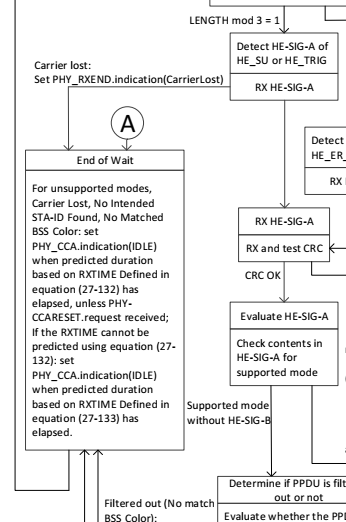 LENGTH mod 3 = 1
Detect HE-SIG-A of
HE_SU or HE_TRIG
RX HE-SIG-A
Carrier lost:
Set PHY_RXEND.indication(CarrierLost)
A
End of Wait
For unsupported modes,
Carrier Lost, No Intended
STA-ID Found, No Matched
BSS Color: set
PHY_CCA.indication(IDLE)
when predicted duration
based on RXTIME Defined in
equation (27-132) has
elapsed, unless PHY-
CCARESET.request received;
If the RXTIME cannot be
predicted using equation (27-
132): set
PHY_CCA.indication(IDLE)
when predicted duration
based on RXTIME Defined in
equation (27-133) has
elapsed.
Detect
HE_ER_
RX
RX HE-SIG-A
RX and test CRC
CRC OK
Evaluate HE-SIG-A
Check contents in
HE-SIG-A for
supported mode
Supported mode
without HE-SIG-B
Determine if PPDU is filt
out or not
Evaluate whether the PPD
Filtered out (No match
BSS Color):